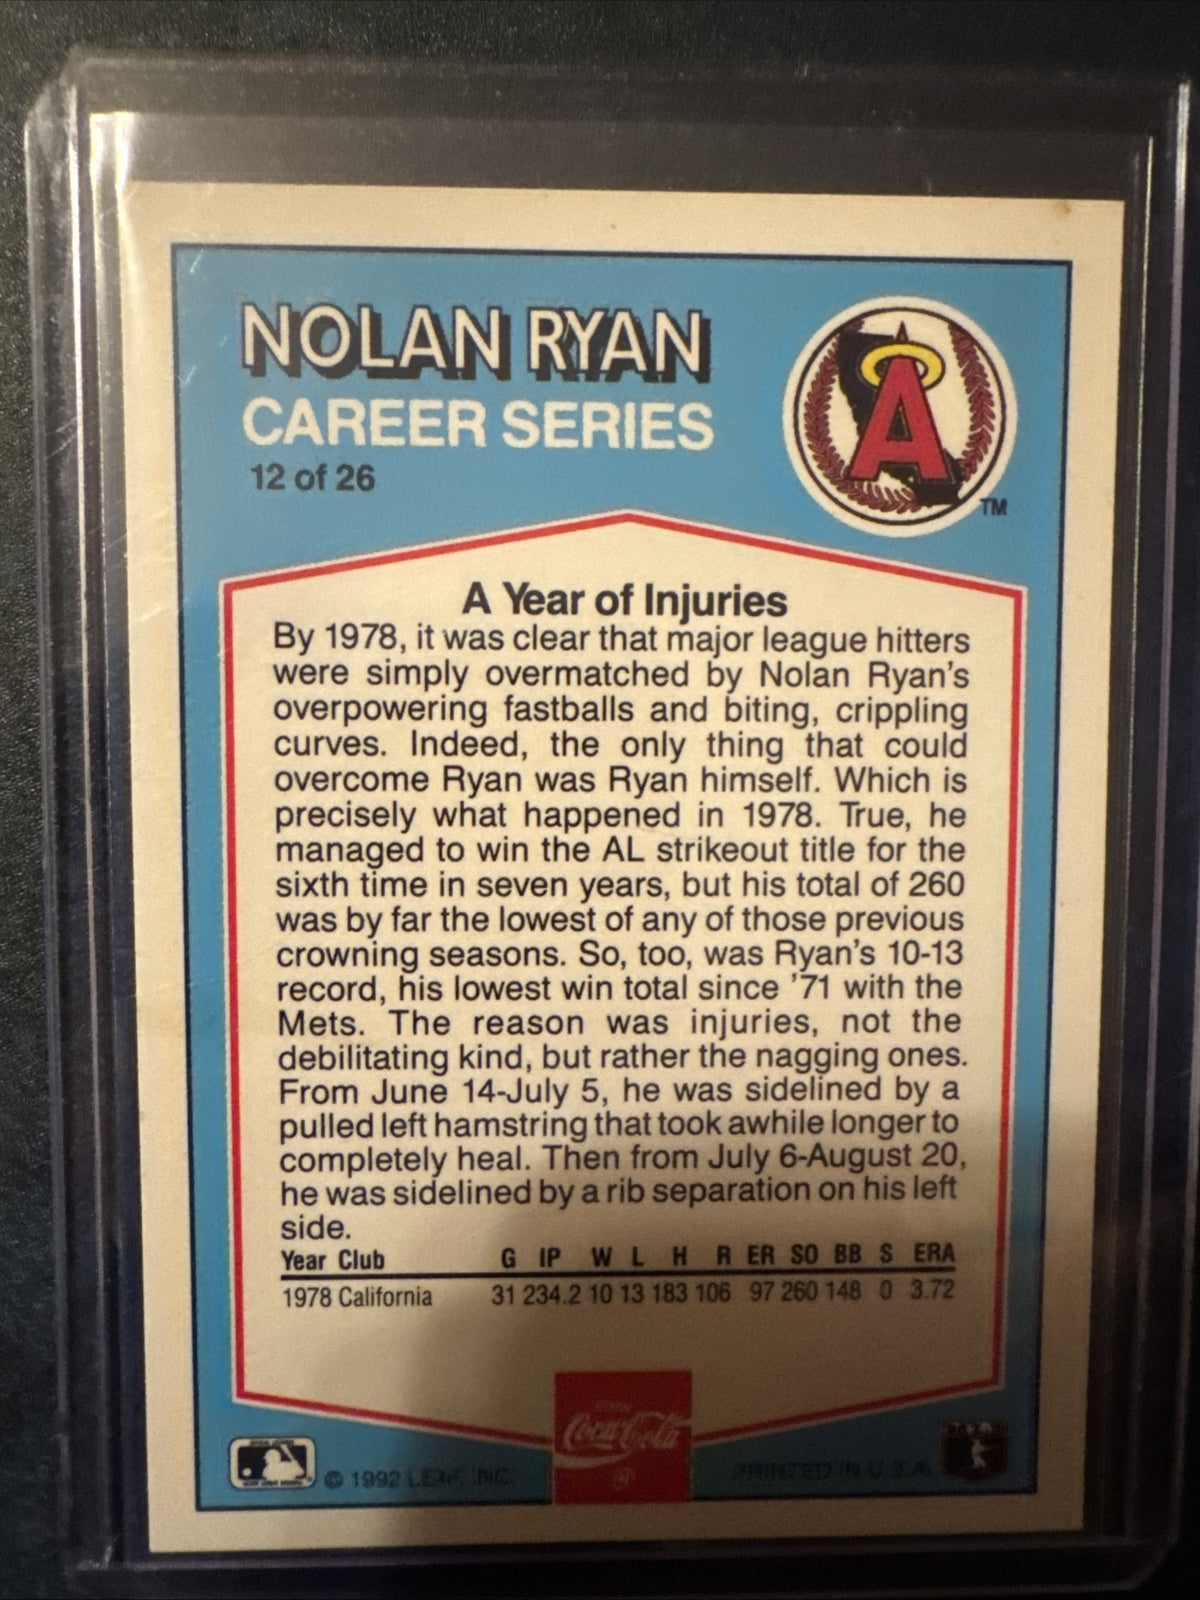 NOLAN RYAN
CAREER SERIES
12 of 26
A
TM
A Year of Injuries
By 1978, it was clear that major league hitters
were simply overmatched by Nolan Ryan's
overpowering fastballs and biting, crippling
curves. Indeed, the only thing that could
overcome Ryan was Ryan himself. Which is
precisely what happened in 1978. True, he
managed to win the AL strikeout title for the
sixth time in seven years, but his total of 260
was by far the lowest of any of those previous
crowning seasons. So, too, was Ryan's 10-13
record, his lowest win total since '71 with the
Mets. The reason was injuries, not the
debilitating kind, but rather the nagging ones.
From June 14-July 5, he was sidelined by a
pulled left hamstring that took awhile longer to
completely heal. Then from July 6-August 20,
he was sidelined by a rib separation on his left
side.
Year Club G IP W L H R ER SO BB S ERA
1978 California 31 234.2 10 13 183 106 97 260 148 0 3.72
Coca-Cola
© 1992 LEAF, INC.
PRINTED IN U.S.A.